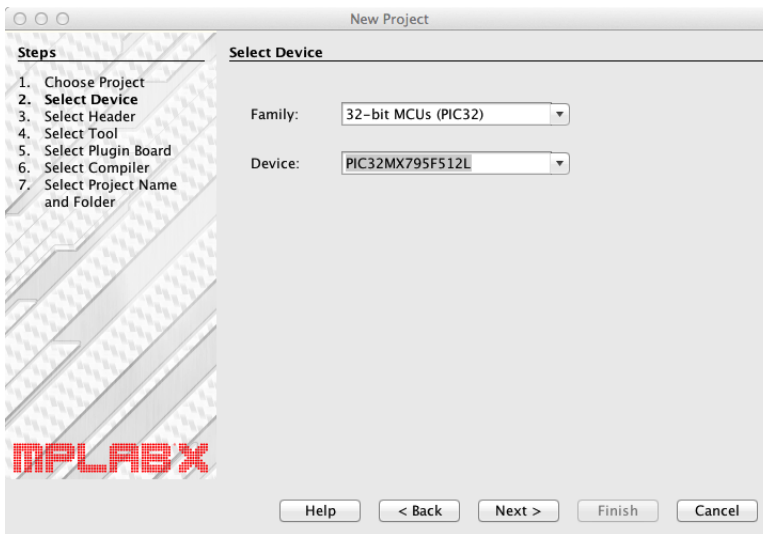 New Project
Steps
1. Choose Project
2. Select Device
3. Select Header
4. Select Tool
5. Select Plugin Board
6. Select Compiler
7. Select Project Name
and Folder
MPLABX
Select Device
Family: 32-bit MCUs (PIC32)
Device: PIC32MX795F512L
Help < Back Next > Finish Cancel